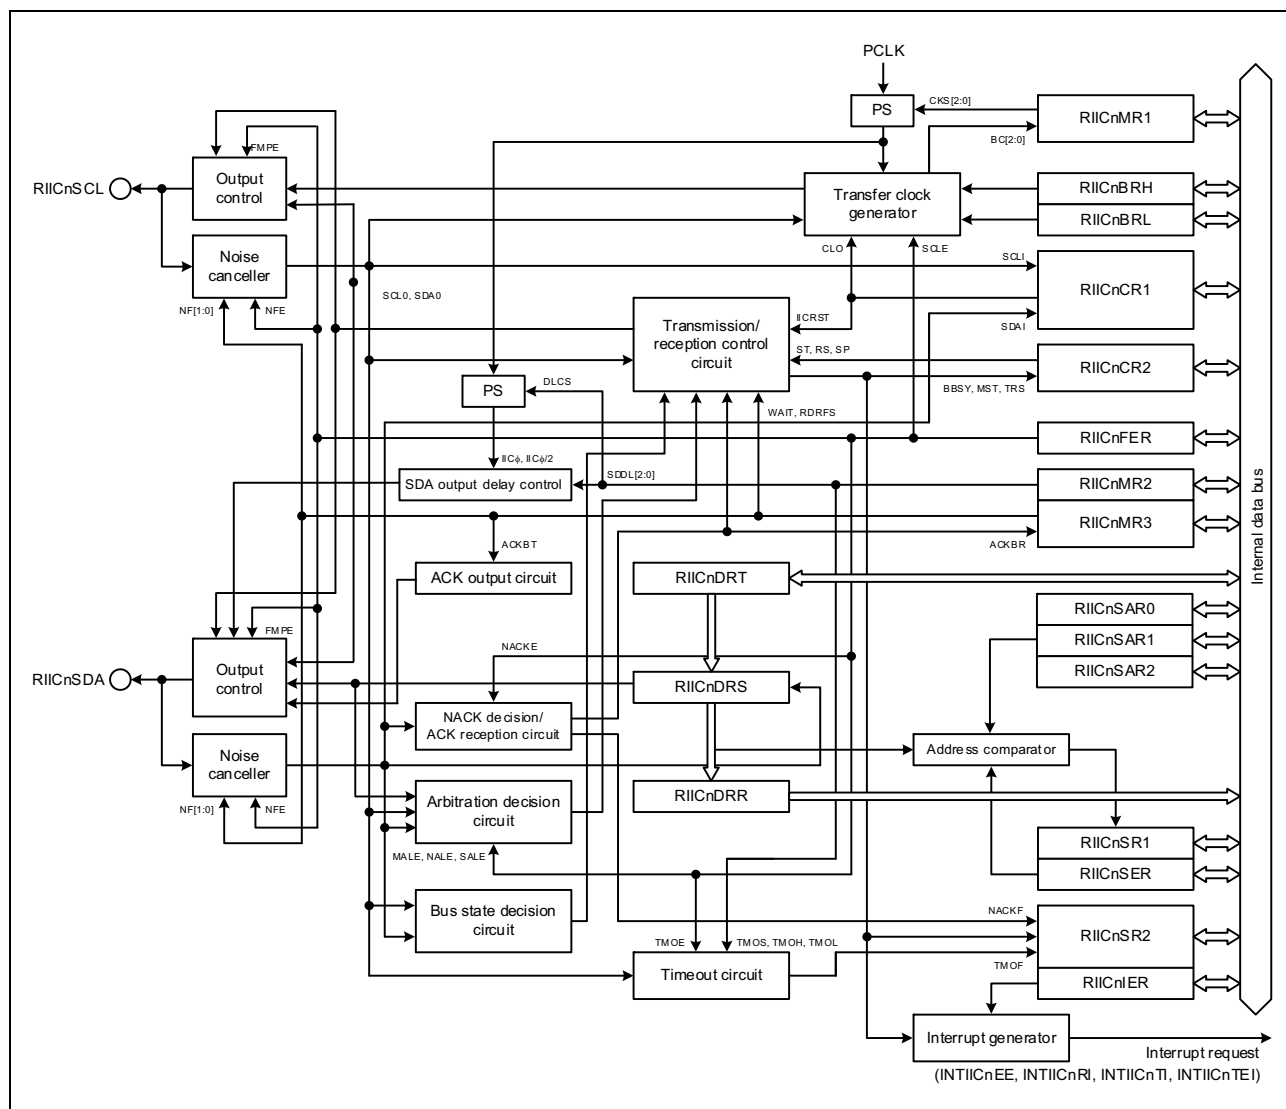 PCLK
PS
CKS[2:0]
RIICnMR1
BC[2:0]
FMPE
RIICnSCL
Output
control
Transfer clock
generator
RIICnBRH
RIICnBRL
Noise
canceller
CLO
SCLE
SCLI
RIICnCR1
NF[1:0]
NFE
SCL0, SDA0
Transmission/
reception control
circuit
IICRST
SDAI
ST, RS, SP
RIICnCR2
BBSY, MST, TRS
PS
DLCS
WAIT, RDRFS
RIICnFER
IICϕ, IICϕ/2
SDA output delay control
SDDL[2:0]
RIICnMR2
RIICnMR3
Internal data bus
ACKBT
ACKBR
ACK output circuit
RIICnDRT
RIICnSAR0
RIICnSAR1
RIICnSAR2
FMPE
NACKE
RIICnSDA
Output
control
RIICnDRS
NACK decision/
ACK reception circuit
Address comparator
Noise
canceller
NF[1:0]
NFE
Arbitration decision
circuit
RIICnDRR
MALE, NALE, SALE
RIICnSR1
RIICnSER
Bus state decision
circuit
NACKF
RIICnSR2
TMOE
TMOS, TMOH, TMOL
TMOF
Timeout circuit
RIICnIER
Interrupt generator
Interrupt request
(INTIICnEE, INTIICnRI, INTIICnTI, INTIICnTEI)